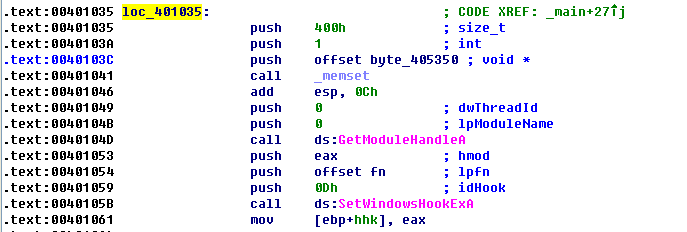 .text:00401035 loc_401035: ; CODE XREF: _main+27↑j
.text:00401035 push 400h ; size_t
.text:0040103A push 1 ; int
.text:0040103C push offset byte_405350 ; void *
.text:00401041 call _memset
.text:00401046 add esp, 0Ch
.text:00401049 push 0 ; dwThreadId
.text:0040104B push 0 ; lpModuleName
.text:0040104D call ds:GetModuleHandleA
.text:00401053 push eax ; hmod
.text:00401054 push offset fn ; lpfn
.text:00401059 push 0Dh ; idHook
.text:0040105B call ds:SetWindowsHookExA
.text:00401061 mov [ebp+hhk], eax